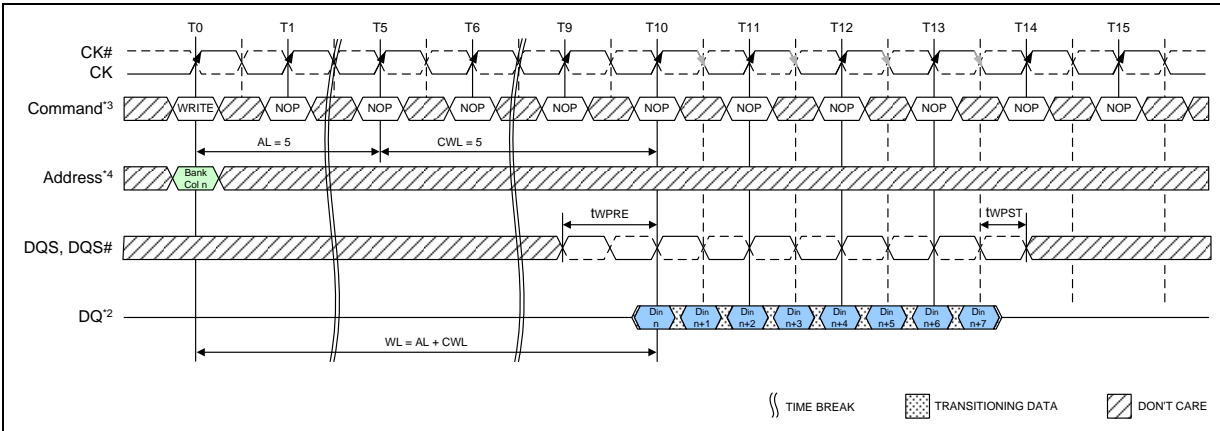 T0 T1 T5 T6 T9 T10 T11 T12 T13 T14 T15
CK#
CK
Command*3 WRITE NOP NOP NOP NOP NOP NOP NOP NOP NOP NOP
AL = 5 CWL = 5
Address*4 Bank
Col n
tWPRE tWPST
DQS, DQS#
DQ*2 Din Din Din Din Din Din Din Din
n n+1 n+2 n+3 n+4 n+5 n+6 n+7
WL = AL + CWL
TIME BREAK TRANSITIONING DATA DON'T CARE